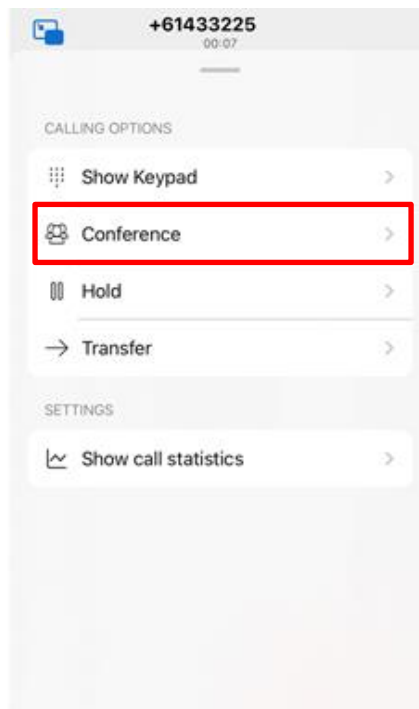 +61433225
00:07
CALLING OPTIONS
Show Keypad
Conference
Hold
Transfer
SETTINGS
Show call statistics